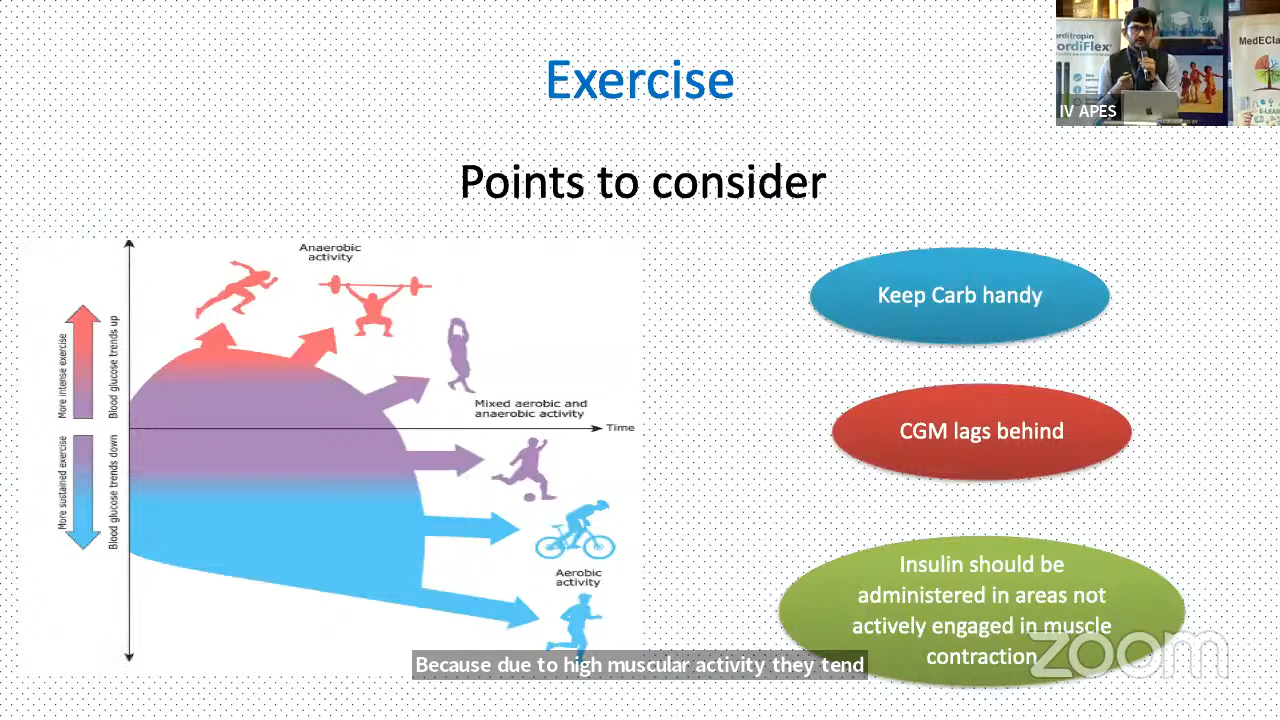 Exercise
Points to consider
orditropin
ordiFlex®
MedECla
E-LEAR
IV APES
Anaerobic
activity
More intense exercise
Blood glucose trends up
Mixed aerobic and
anaerobic activity
Time
More sustained exercise
Blood glucose trends down
Aerobic
activity
Keep Carb handy
CGM lags behind
Insulin should be
administered in areas not
actively engaged in muscle
contraction
zoom
Because due to high muscular activity they tend